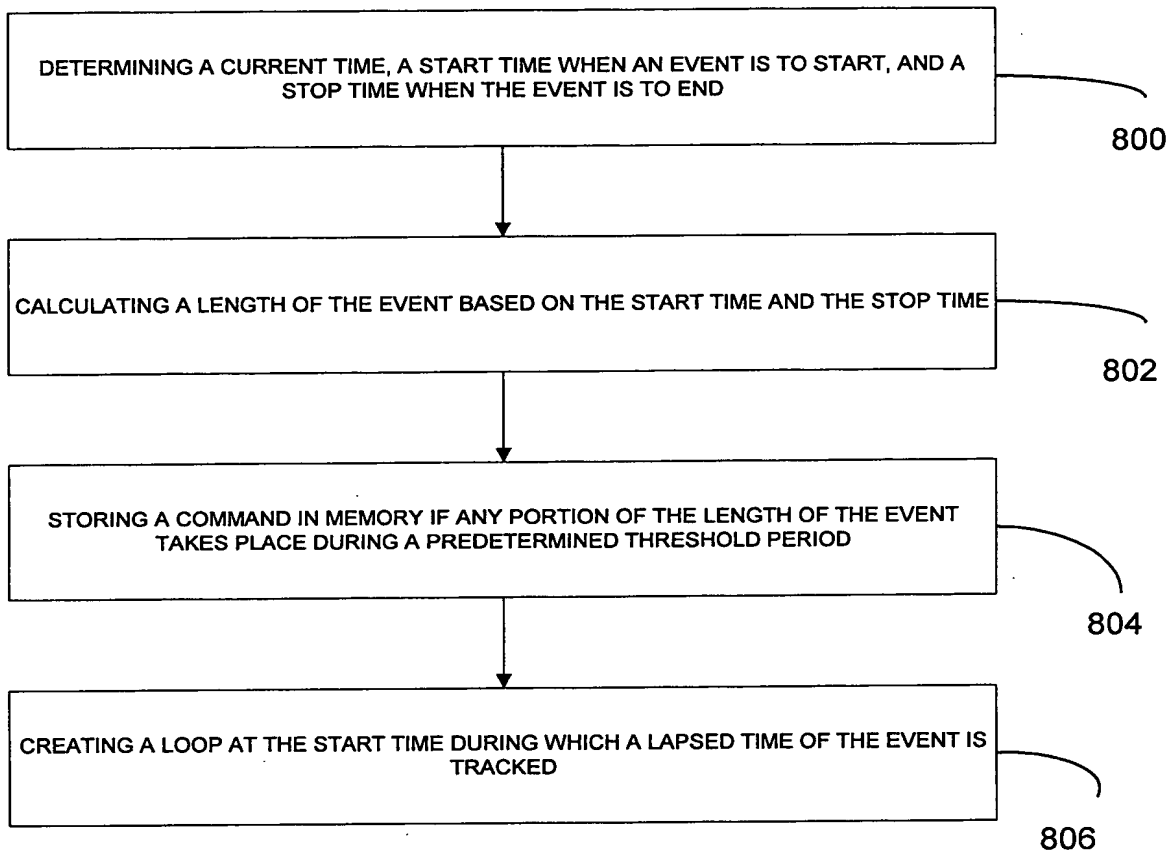 DETERMINING A CURRENT TIME, A START TIME WHEN AN EVENT IS TO START, AND A
STOP TIME WHEN THE EVENT IS TO END
800
CALCULATING A LENGTH OF THE EVENT BASED ON THE START TIME AND THE STOP TIME
802
STORING A COMMAND IN MEMORY IF ANY PORTION OF THE LENGTH OF THE EVENT
TAKES PLACE DURING A PREDETERMINED THRESHOLD PERIOD
804
CREATING A LOOP AT THE START TIME DURING WHICH A LAPSED TIME OF THE EVENT IS
TRACKED
806